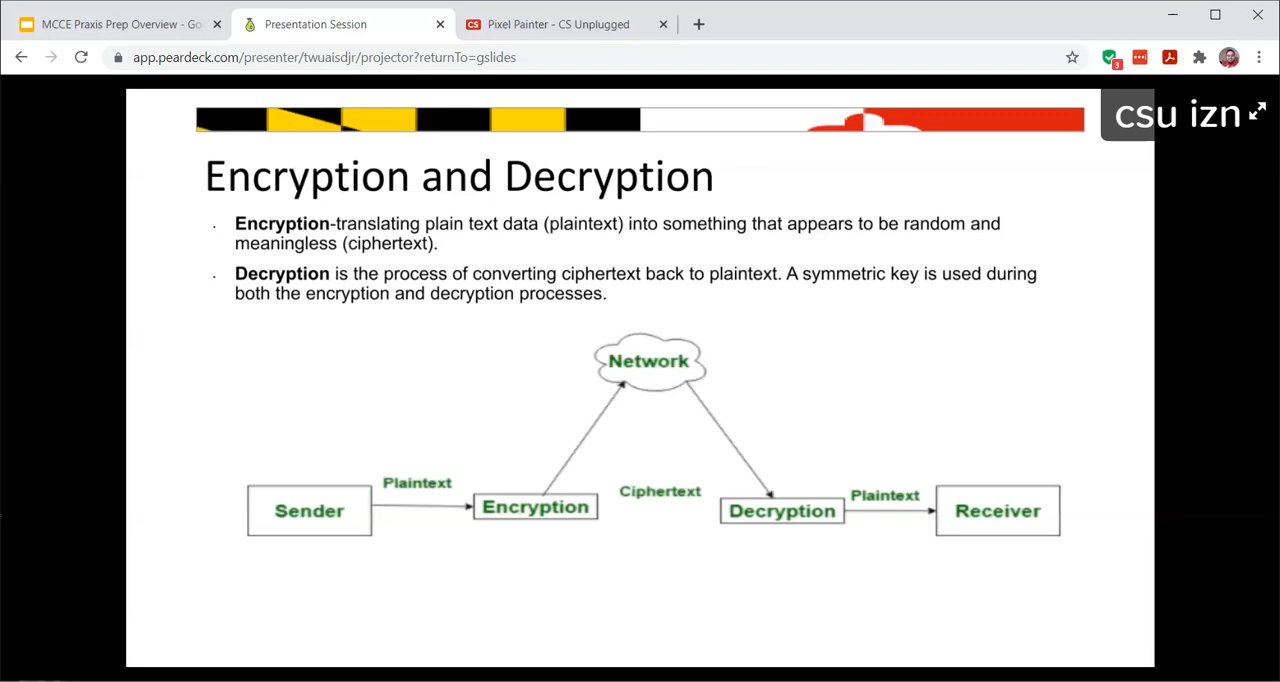 MCCE Praxis Prep Overview - Go
Presentation Session
CS Pixel Painter - CS Unplugged
app.peardeck.com/presenter/twuaisdjr/projector?returnTo=gslides
3
csu izn
Encryption and Decryption
· Encryption-translating plain text data (plaintext) into something that appears to be random and
meaningless (ciphertext).
· Decryption is the process of converting ciphertext back to plaintext. A symmetric key is used during
both the encryption and decryption processes.
Network
Plaintext
Ciphertext
Plaintext
Sender
Encryption
Decryption
Receiver